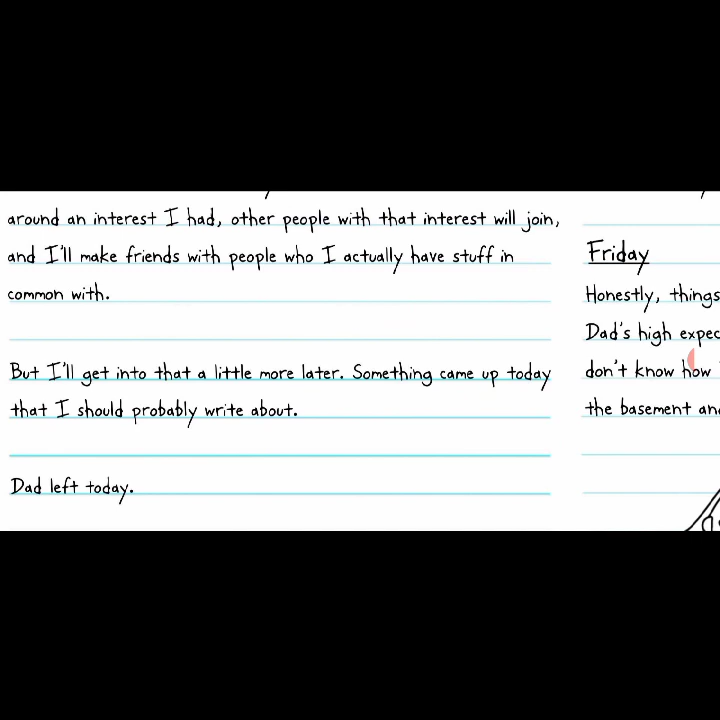 around an interest I had, other people with that interest will join,
and I'll make friends with people who I actually have stuff in
common with.
But I'll get into that a little more later. Something came up today
that I should probably write about.
Dad left today.
Friday
Honestly, things
Dad's high expec
don't know how
the basement and